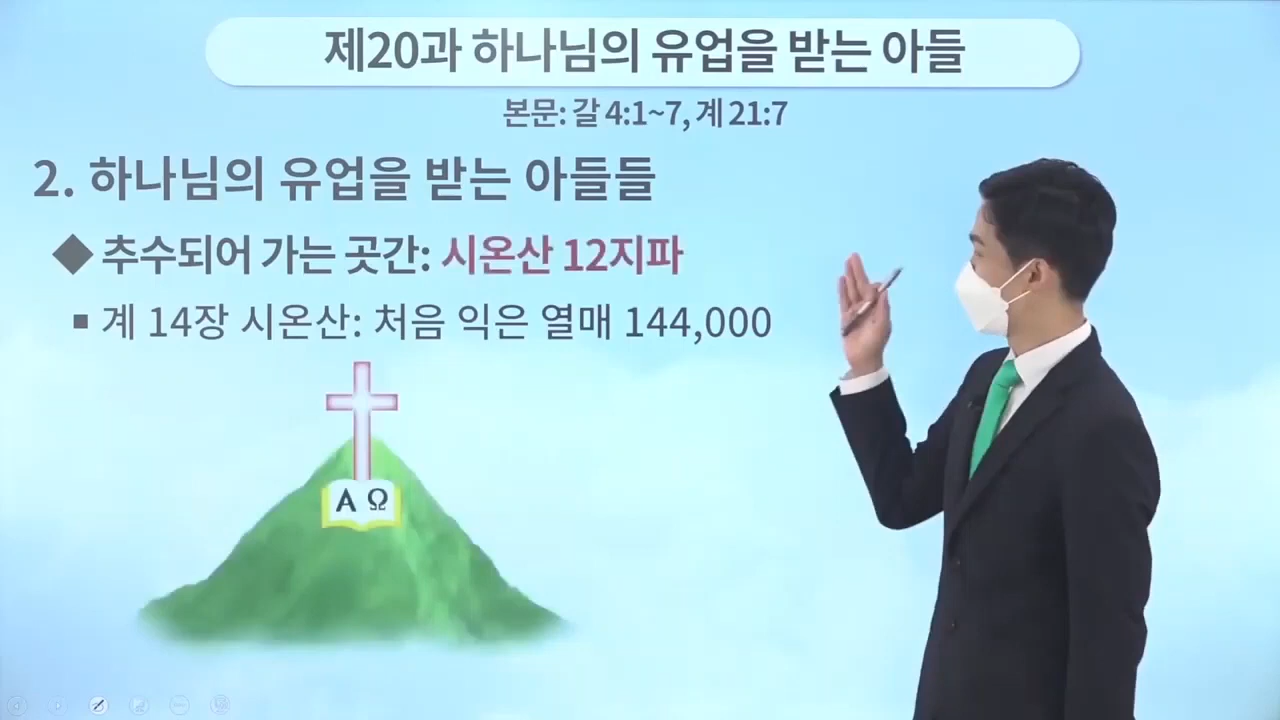 제20과 하나님의 유업을 받는 아들
본문: 갈 4:1~7, 계 21:7
2. 하나님의 유업을 받는 아들들
◆ 추수되어 가는 곳간: 시온산 12지파
▪ 계 14장 시온산: 처음 익은 열매 144,000
Α Ω